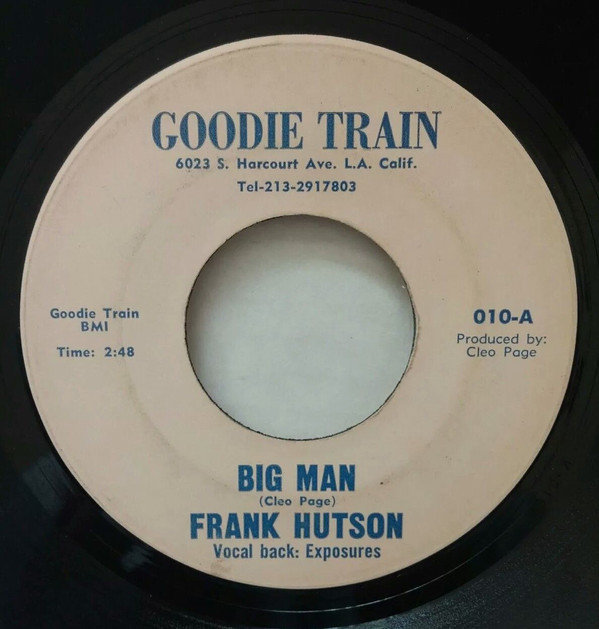 GOODIE TRAIN
6023 S. Harcourt Ave. L.A. Calif.
Tel-213-2917803
Goodie Train
BMI
Time: 2:48
010-A
Produced by:
Cleo Page
BIG MAN
(Cleo Page)
FRANK HUTSON
Vocal back: Exposures